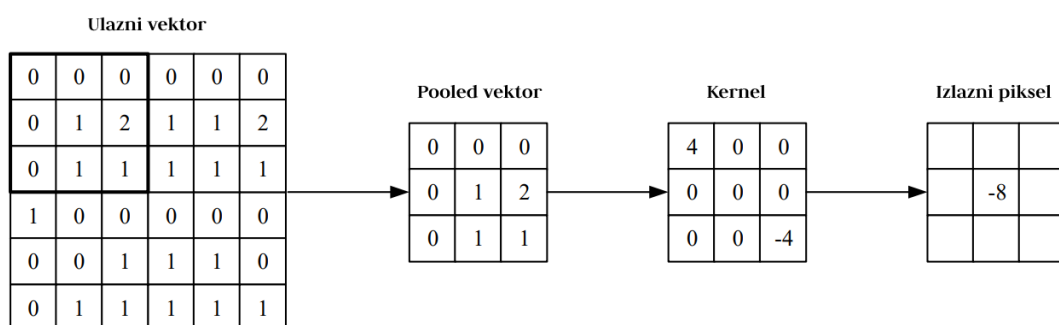 Ulazni vektor
0 0 0 0 0 0
0 1 2 1 1 2
0 1 1 1 1 1
1 0 0 0 0 0
0 0 1 1 1 0
0 1 1 1 1 1
Pooled vektor
0 0 0
0 1 2
0 1 1
Kernel
4 0 0
0 0 0
0 0 -4
Izlazni piksel
-8